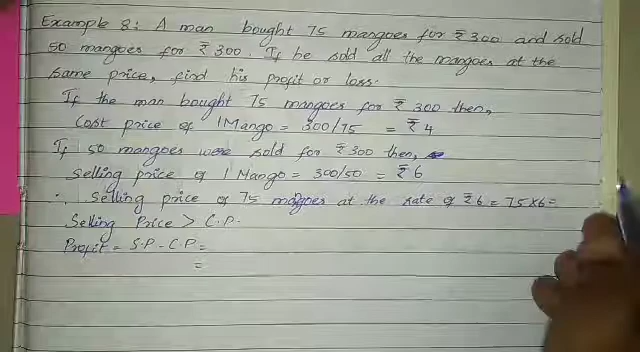 Example 8: A man bought 75 mangoes for ₹300 and sold
50 mangoes for ₹300. If he sold all the mangoes at the
same price, find his profit or loss.
If the man bought 75 mangoes for ₹300 then,
Cost price of 1 Mango = 300/75 = ₹4
If 50 mangoes were sold for ₹300 then,
Selling price of 1 Mango = 300/50 = ₹6
∴ Selling price of 75 mangoes at the rate of ₹6 = 75×6=
Selling Price > C.P.
Profit = S.P - C.P. =
=